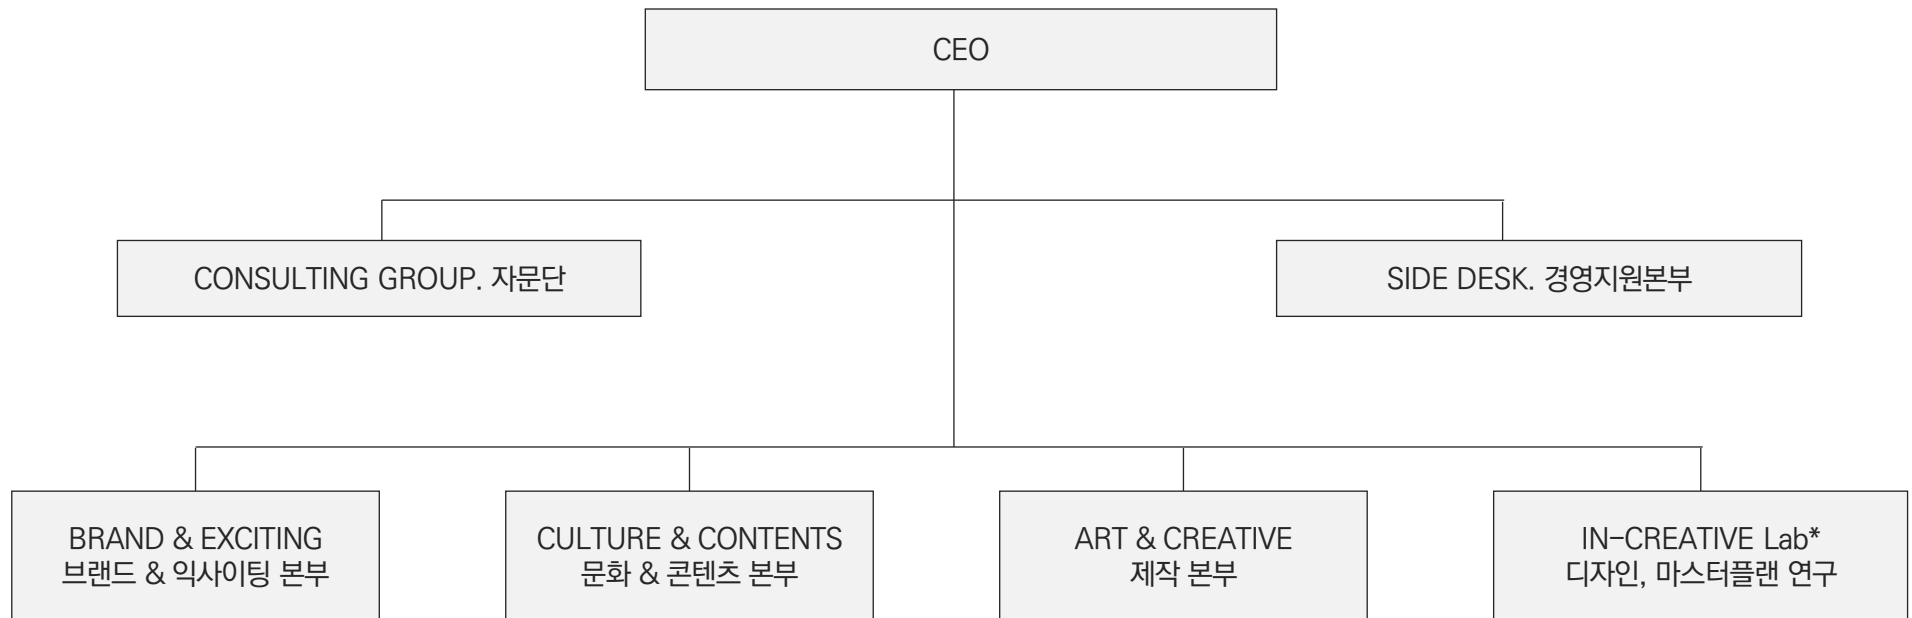 CEO
CONSULTING GROUP. 자문단
SIDE DESK. 경영지원본부
BRAND & EXCITING
브랜드 & 익사이팅 본부
CULTURE & CONTENTS
문화 & 콘텐츠 본부
ART & CREATIVE
제작 본부
IN-CREATIVE Lab*
디자인, 마스터플랜 연구